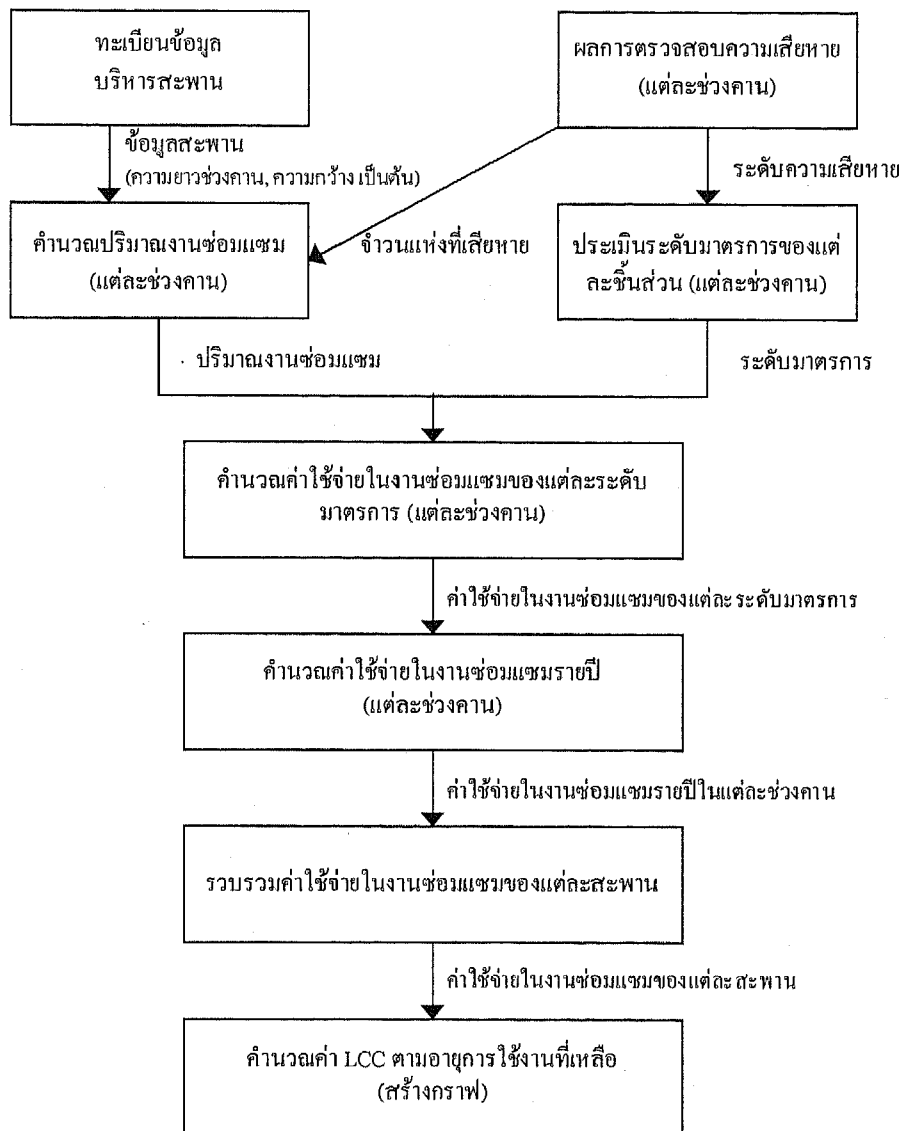 ทะเบียนข้อมูล
บริหารสะพาน
ผลการตรวจสอบความเสียหาย
(แต่ละช่วงคาน)
ข้อมูลสะพาน
(ความยาวช่วงคาน, ความกว้าง เป็นต้น)
ระดับความเสียหาย
คำนวณปริมาณงานซ่อมแซม
(แต่ละช่วงคาน)
จำวนแห่งที่เสียหาย
ประเมินระดับมาตรการของแต่
ละชิ้นส่วน (แต่ละช่วงคาน)
ปริมาณงานซ่อมแซม
ระดับมาตรการ
คำนวณค่าใช้จ่ายในงานซ่อมแซมของแต่ละระดับ
มาตรการ (แต่ละช่วงคาน)
ค่าใช้จ่ายในงานซ่อมแซมของแต่ละระดับมาตรการ
คำนวณค่าใช้จ่ายในงานซ่อมแซมรายปี
(แต่ละช่วงคาน)
ค่าใช้จ่ายในงานซ่อมแซมรายปีในแต่ละช่วงคาน
รวบรวมค่าใช้จ่ายในงานซ่อมแซมของแต่ละสะพาน
ค่าใช้จ่ายในงานซ่อมแซมของแต่ละสะพาน
คำนวณค่า LCC ตามอายุการใช้งานที่เหลือ
(สร้างกราฟ)